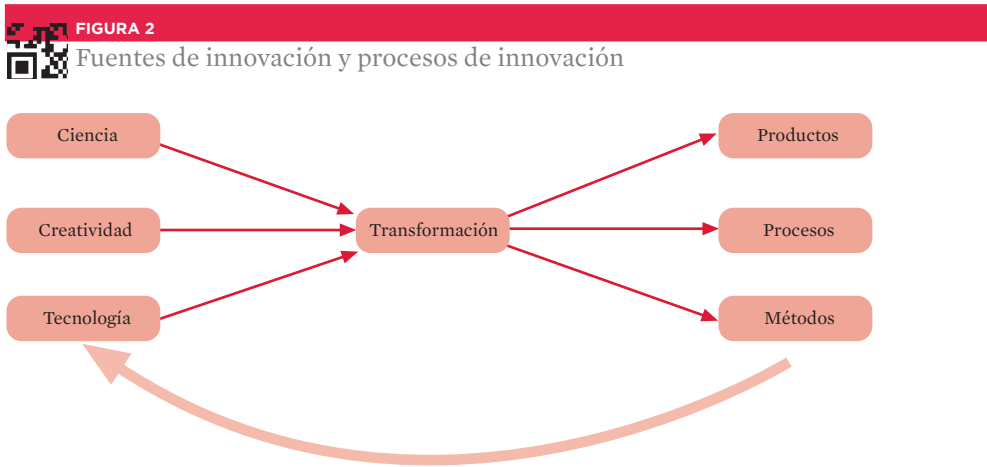 FIGURA 2
Fuentes de innovación y procesos de innovación
Ciencia
Productos
Creatividad
Transformación
Procesos
Tecnología
Métodos